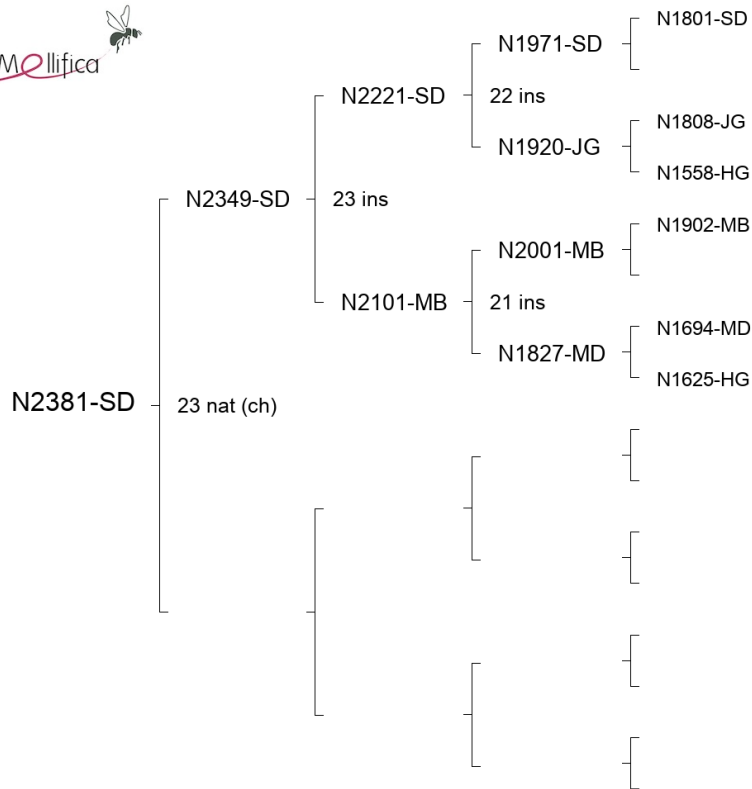 Mellifica
N1801-SD
N1971-SD
N2221-SD
22 ins
N1808-JG
N1920-JG
N1558-HG
N2349-SD
23 ins
N1902-MB
N2001-MB
N2101-MB
21 ins
N1694-MD
N1827-MD
N1625-HG
N2381-SD
23 nat (ch)